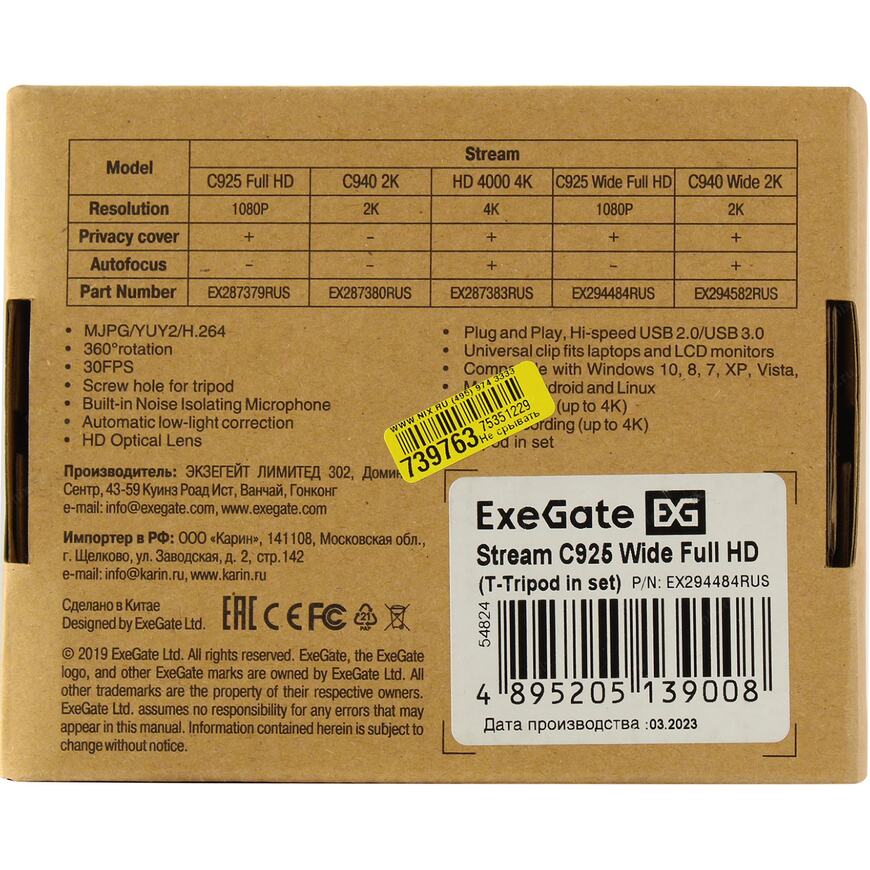 Model
Stream
C925 Full HD C940 2K HD 4000 4K C925 Wide Full HD C940 Wide 2K
Resolution 1080P 2K 4K 1080P 2K
Privacy cover + – + + +
Autofocus – – + – +
Part Number EX287379RUS EX287380RUS EX287383RUS EX294484RUS EX294582RUS
• MJPG/YUY2/H.264
• 360°rotation
• 30FPS
• Screw hole for tripod
• Built-in Noise Isolating Microphone
• Automatic low-light correction
• HD Optical Lens
• Plug and Play, Hi-speed USB 2.0/USB 3.0
• Universal clip fits laptops and LCD monitors
• with Windows 10, 8, 7, XP, Vista,
and Linux
(up to 4K)
(up to 4K)
in set
WWW NIX RU (495) 974 3333
739763
75351229
Не срывать
Производитель: ЭКЗЕГЕЙТ ЛИМИТЕД 302,
Сентр, 43-59 Куинз Роад Ист, Ванчай, Гонконг
e-mail: info@exegate.com, www.exegate.com
Импортер в РФ: ООО «Карин», 141108, Московская обл.,
г. Щелково, ул. Заводская, д. 2, стр.142
e-mail: info@karin.ru, www.karin.ru
Сделано в Китае
Designed by ExeGate Ltd.
EAC CE FC 21 PAP
© 2019 ExeGate Ltd. All rights reserved. ExeGate, the ExeGate
logo, and other ExeGate marks are owned by ExeGate Ltd. All
other trademarks are the property of their respective owners.
ExeGate Ltd. assumes no responsibility for any errors that may
appear in this manual. Information contained herein is subject to
change without notice.
ExeGate EG
Stream C925 Wide Full HD
(T-Tripod in set) P/N: EX294484RUS
54824
4 895205 139008
Дата производства :03.2023